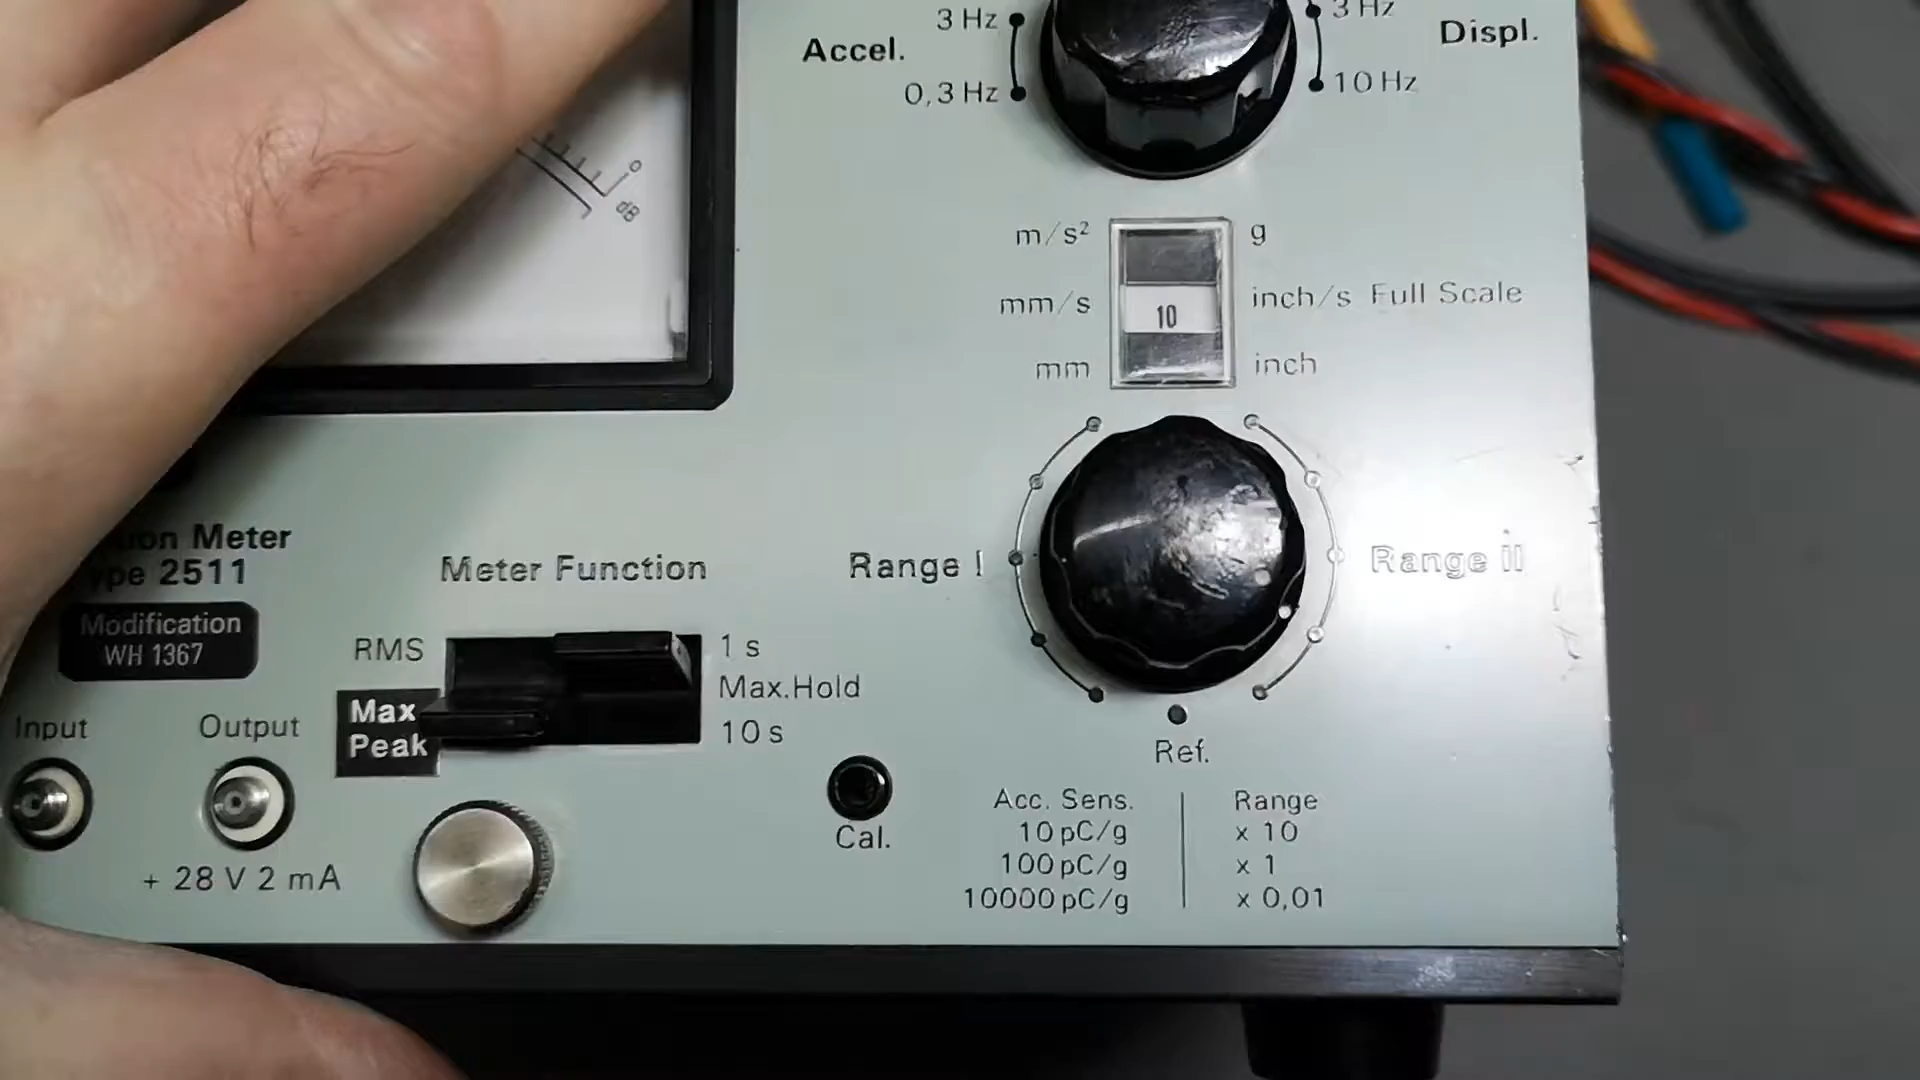 3 Hz
3 Hz
Accel.
Displ.
0,3 Hz
10 Hz
0
dB
m/s² g
mm/s 10 inch/s Full Scale
mm inch
Meter
2511
Modification
WH 1367
Meter Function
Range I
Range II
RMS 1 s
Max.Hold
Max
Peak
10 s
Input Output
+ 28 V 2 mA
Cal.
Ref.
Acc. Sens. Range
10 pC/g x 10
100 pC/g x 1
10000 pC/g x 0,01